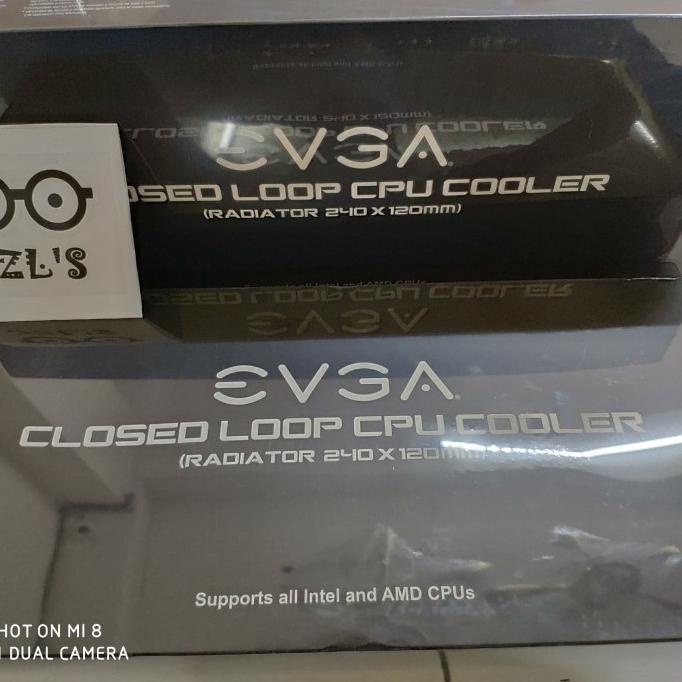 EVGA
OSED LOOP CPU COOLER
(RADIATOR 240 X 120MM)
ZL'S
EVGA
CLOSED LOOP CPU COOLER
(RADIATOR 240 X 120MM)
Supports all Intel and AMD CPUs
HOT ON MI 8
DUAL CAMERA